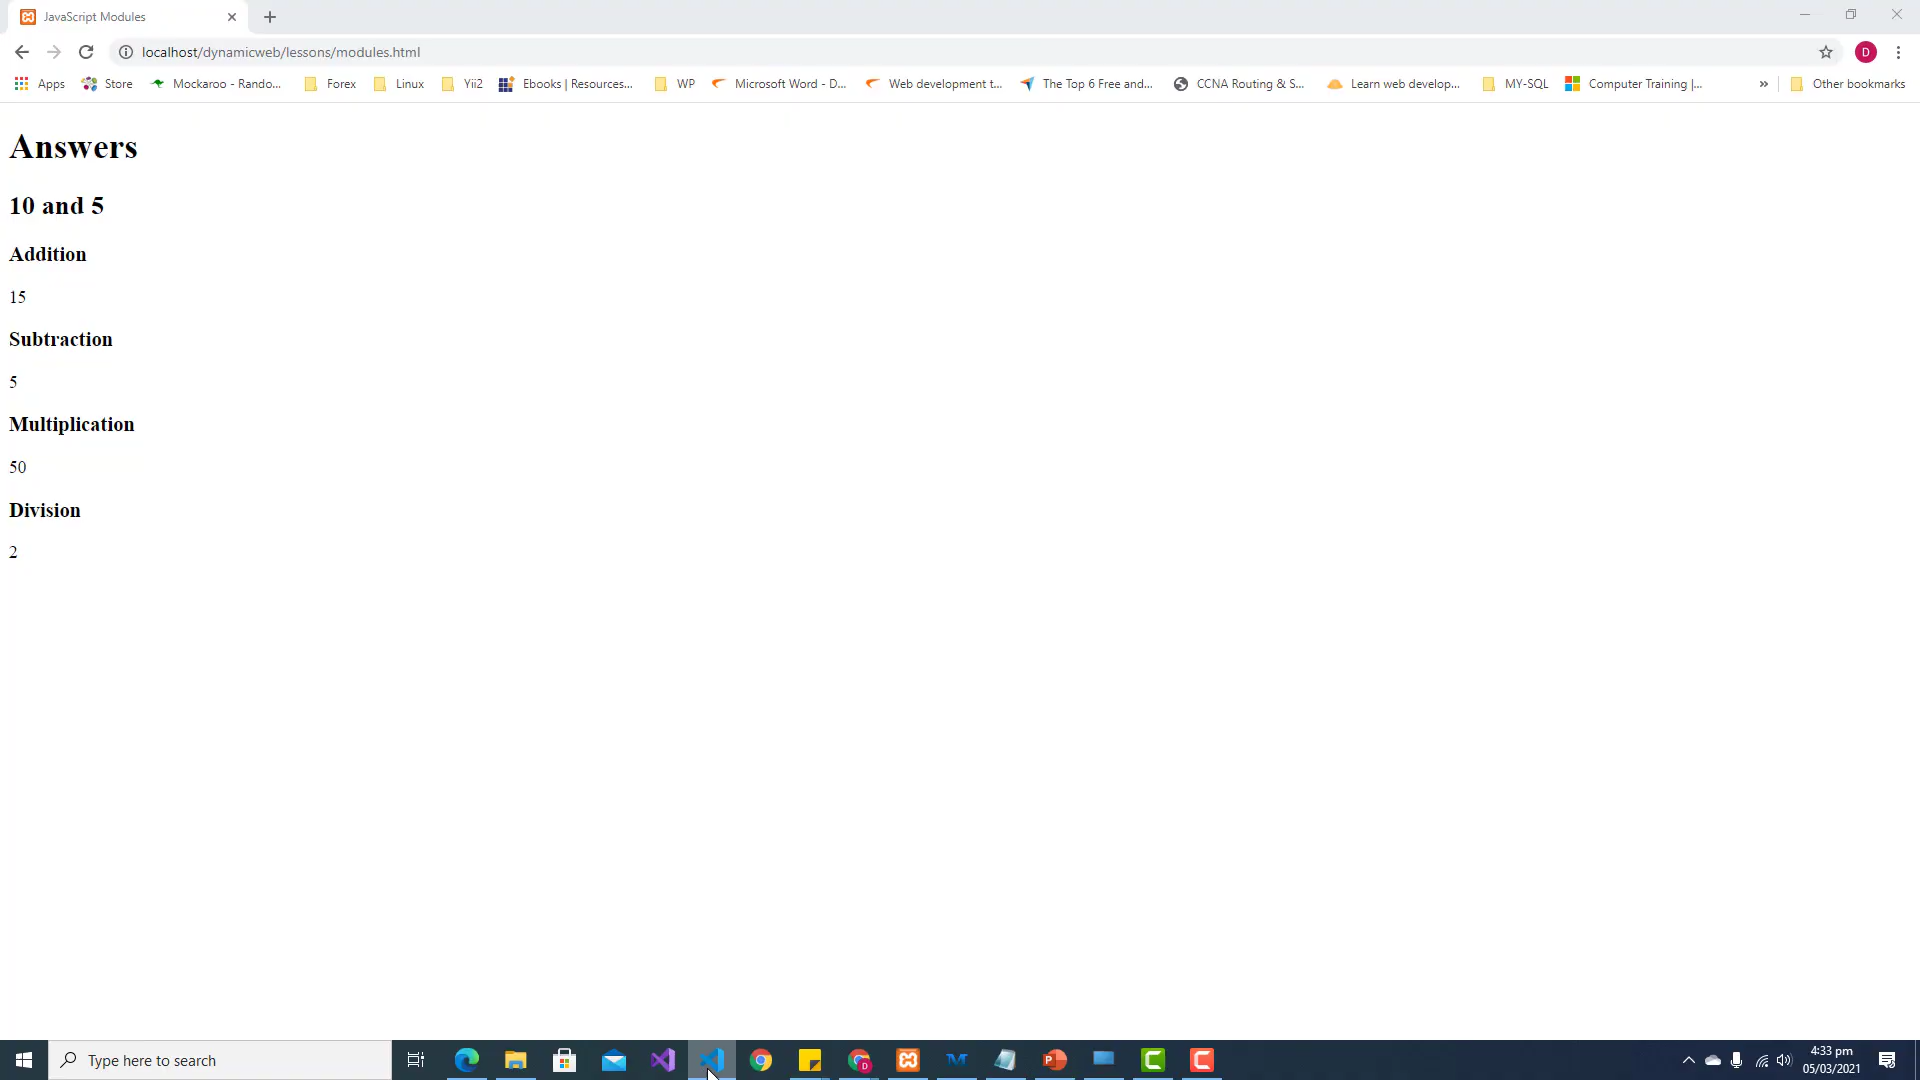 JavaScript Modules
localhost/dynamicweb/lessons/modules.html
D
Apps Store Mockaroo - Rando... Forex Linux Yii2 Ebooks | Resources... WP Microsoft Word - D... Web development t... The Top 6 Free and... CCNA Routing & S... Learn web develop... MY-SQL Computer Training |... » Other bookmarks
Answers
10 and 5
Addition
15
Subtraction
5
Multiplication
50
Division
2
Type here to search
4:33 pm
05/03/2021